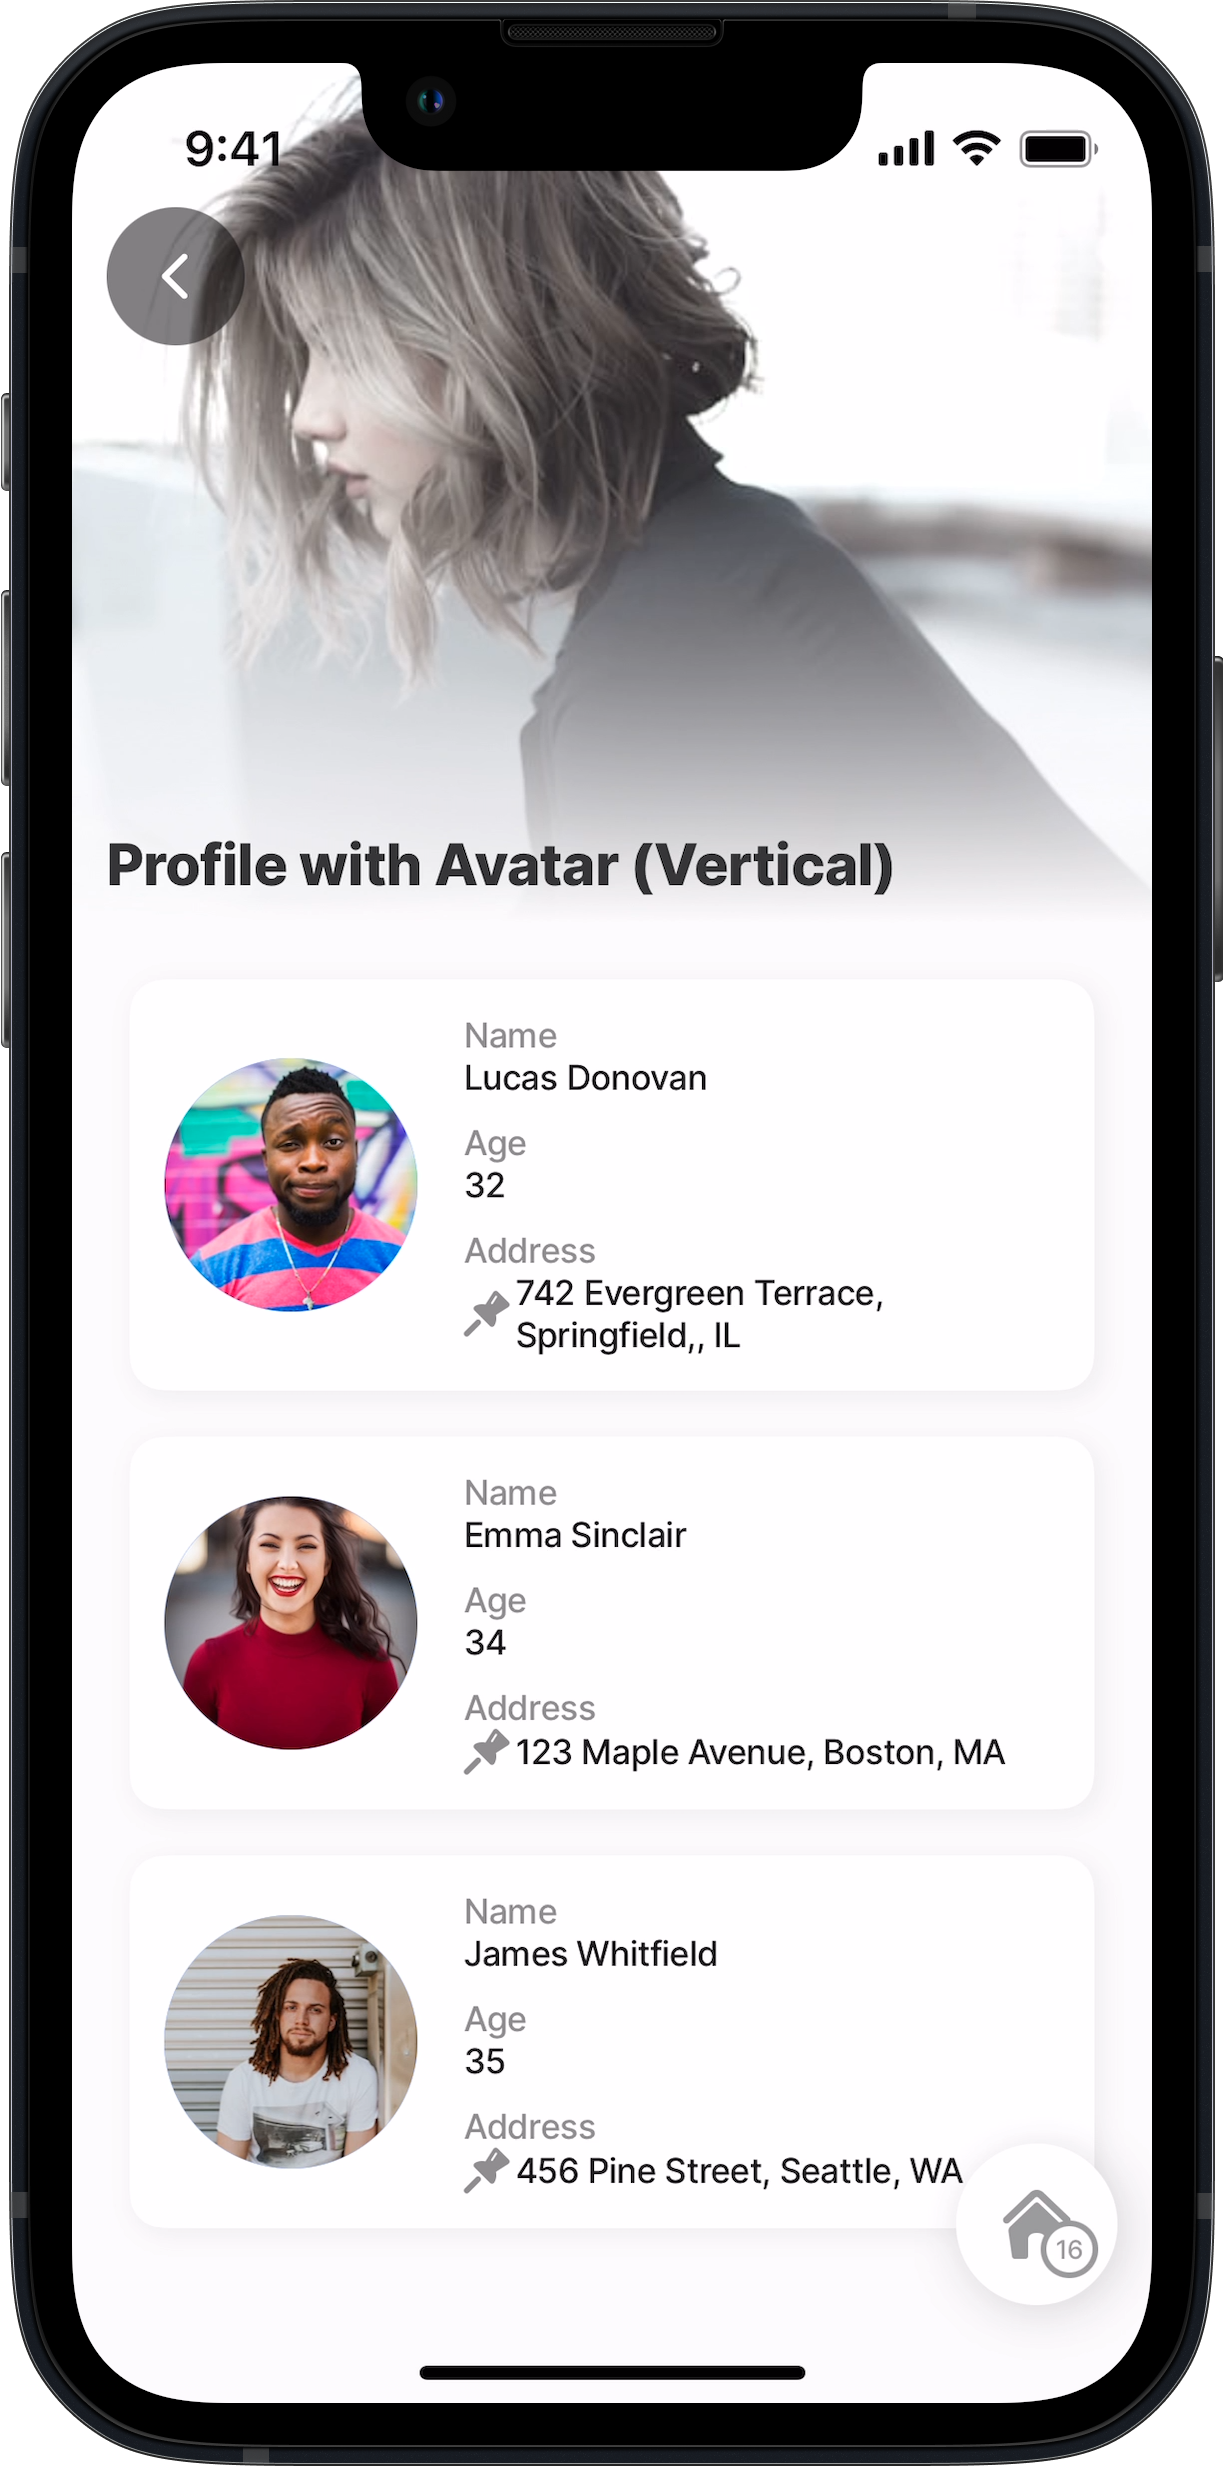 9:41
Profile with Avatar (Vertical)
Name
Lucas Donovan
Age
32
Address
742 Evergreen Terrace,
Springfield,, IL
Name
Emma Sinclair
Age
34
Address
123 Maple Avenue, Boston, MA
Name
James Whitfield
Age
35
Address
456 Pine Street, Seattle, WA
16